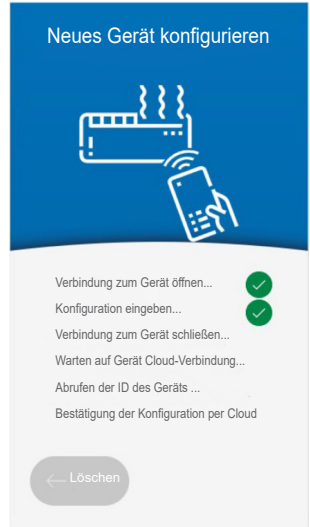 Neues Gerät konfigurieren
Verbindung zum Gerät öffnen...
Konfiguration eingeben...
Verbindung zum Gerät schließen...
Warten auf Gerät Cloud-Verbindung...
Abrufen der ID des Geräts ...
Bestätigung der Konfiguration per Cloud
Löschen